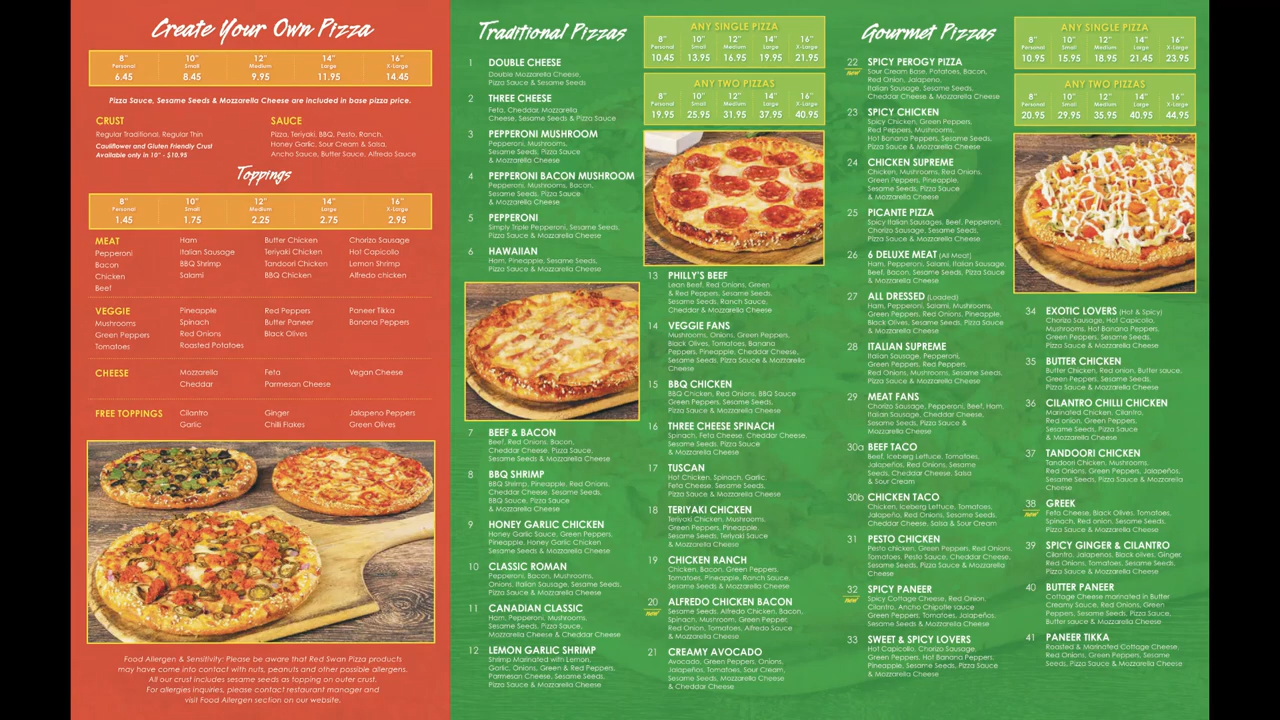 Create Your Own Pizza
8" 10" 12" 14" 16"
Personal Small Medium Large X-Large
6.45 8.45 9.95 11.95 14.45
Pizza Sauce, Sesame Seeds & Mozzarella Cheese are included in base pizza price.
CRUST
Regular Traditional, Regular Thin
Cauliflower and Gluten Friendly Crust
Available only in 10" - $10.95
SAUCE
Pizza, Teriyaki, BBQ, Pesto, Ranch,
Honey Garlic, Sour Cream & Salsa,
Ancho Sauce, Butter Sauce, Alfredo Sauce
Toppings
8" 10" 12" 14" 16"
Personal Small Medium Large X-Large
1.45 1.75 2.25 2.75 2.95
MEAT
Pepperoni
Bacon
Chicken
Beef
Ham
Italian Sausage
BBQ Shrimp
Salami
Butter Chicken
Teriyaki Chicken
Tandoori Chicken
BBQ Chicken
Chorizo Sausage
Hot Capicollo
Lemon Shrimp
Alfredo chicken
VEGGIE
Mushrooms
Green Peppers
Tomatoes
Pineapple
Spinach
Red Onions
Roasted Potatoes
Red Peppers
Butter Paneer
Black Olives
Paneer Tikka
Banana Peppers
CHEESE
Mozzarella
Cheddar
Feta
Parmesan Cheese
Vegan Cheese
FREE TOPPINGS
Cilantro
Garlic
Ginger
Chilli Flakes
Jalapeno Peppers
Green Olives
Food Allergen & Sensitivity: Please be aware that Red Swan Pizza products
may have come into contact with nuts, peanuts and other possible allergens.
All our crust includes sesame seeds as topping on outer crust.
For allergies inquiries, please contact restaurant manager and
visit Food Allergen section on our website.
Traditional Pizzas
ANY SINGLE PIZZA
8" 10" 12" 14" 16"
Personal Small Medium Large X-Large
10.45 13.95 16.95 19.95 21.95
ANY TWO PIZZAS
8" 10" 12" 14" 16"
Personal Small Medium Large X-Large
19.95 25.95 31.95 37.95 40.95
1 DOUBLE CHEESE
Double Mozzarella Cheese,
Pizza Sauce & Sesame Seeds
2 THREE CHEESE
Feta, Cheddar, Mozzarella
Cheese, Sesame Seeds & Pizza Sauce
3 PEPPERONI MUSHROOM
Pepperoni, Mushrooms,
Sesame Seeds, Pizza Sauce
& Mozzarella Cheese
4 PEPPERONI BACON MUSHROOM
Pepperoni, Mushrooms, Bacon,
Sesame Seeds, Pizza Sauce
& Mozzarella Cheese
5 PEPPERONI
Simply Triple Pepperoni, Sesame Seeds,
Pizza Sauce & Mozzarella Cheese
6 HAWAIIAN
Ham, Pineapple, Sesame Seeds,
Pizza Sauce & Mozzarella Cheese
7 BEEF & BACON
Beef, Red Onions, Bacon,
Cheddar Cheese, Pizza Sauce,
Sesame Seeds & Mozzarella Cheese
8 BBQ SHRIMP
BBQ Shrimp, Pineapple, Red Onions,
Cheddar Cheese, Sesame Seeds,
BBQ Sauce, Pizza Sauce
& Mozzarella Cheese
9 HONEY GARLIC CHICKEN
Honey Garlic Sauce, Green Peppers,
Pineapple, Honey Garlic Chicken
Sesame Seeds & Mozzarella Cheese
10 CLASSIC ROMAN
Pepperoni, Bacon, Mushrooms,
Onions, Italian Sausage, Sesame Seeds,
Pizza Sauce & Mozzarella Cheese
11 CANADIAN CLASSIC
Ham, Pepperoni, Mushrooms,
Sesame Seeds, Pizza Sauce,
Mozzarella Cheese & Cheddar Cheese
12 LEMON GARLIC SHRIMP
Shrimp Marinated with Lemon,
Garlic, Onions, Green & Red Peppers,
Parmesan Cheese, Sesame Seeds,
Pizza Sauce & Mozzarella Cheese
13 PHILLY'S BEEF
Lean Beef, Red Onions, Green
& Red Peppers, Sesame Seeds,
Sesame Seeds, Ranch Sauce,
Cheddar & Mozzarella Cheese
14 VEGGIE FANS
Mushrooms, Onions, Green Peppers,
Black Olives, Tomatoes, Banana
Peppers, Pineapple, Cheddar Cheese,
Sesame Seeds, Pizza Sauce & Mozzarella
Cheese
15 BBQ CHICKEN
BBQ Chicken, Red Onions, BBQ Sauce
Green Peppers, Sesame Seeds,
Pizza Sauce & Mozzarella Cheese
16 THREE CHEESE SPINACH
Spinach, Feta Cheese, Cheddar Cheese,
Sesame Seeds, Pizza Sauce
& Mozzarella Cheese
17 TUSCAN
Hot Chicken, Spinach, Garlic,
Feta Cheese, Sesame Seeds,
Pizza Sauce & Mozzarella Cheese
18 TERIYAKI CHICKEN
Teriyki Chicken, Mushrooms,
Green Peppers, Pineapple,
Sesame Seeds, Teriyaki Sauce
& Mozzarella Cheese
19 CHICKEN RANCH
Chicken, Bacon, Green Peppers,
Tomatoes, Pineapple, Ranch Sauce,
Sesame Seeds & Mozzarella Cheese
20 ALFREDO CHICKEN BACON
new
Sesame Seeds, Alfredo Chicken, Bacon,
Spinach, Mushroom, Green Pepper,
Red Onion, Tomato, Alfredo Sauce
& Mozzarella Cheese
21 CREAMY AVOCADO
Avocado, Green Peppers, Onions,
Jalapeños, Tomatoes, Sour Cream,
Sesame Seeds, Mozzarella Cheese
& Cheddar Cheese
Gourmet Pizzas
ANY SINGLE PIZZA
8" 10" 12" 14" 16"
Personal Small Medium Large X-Large
10.95 15.95 18.95 21.45 23.95
ANY TWO PIZZAS
8" 10" 12" 14" 16"
Personal Small Medium Large X-Large
20.95 29.95 35.95 40.95 44.95
22 SPICY PEROGY PIZZA
new
Sour Cream Base, Potatoes, Bacon,
Red Onion, Jalapeno,
Italian Sausage, Sesame Seeds,
Cheddar Cheese & Mozzarella Cheese
23 SPICY CHICKEN
Spicy Chicken, Green Peppers,
Red Peppers, Mushrooms,
Hot Banana Peppers, Sesame Seeds,
Pizza Sauce & Mozzarella Cheese
24 CHICKEN SUPREME
Chicken, Mushrooms, Red Onions,
Green Peppers, Pineapple,
Sesame Seeds, Pizza Sauce
& Mozzarella Cheese
25 PICANTE PIZZA
Spicy Italian Sausages, Beef, Pepperoni,
Chorizo Sausage, Sesame Seeds,
Pizza Sauce & Mozzarella Cheese
26 6 DELUXE MEAT (All Meat)
Ham, Pepperoni, Salami, Italian Sausage,
Beef, Bacon, Sesame Seeds, Pizza Sauce
& Mozzarella Cheese
27 ALL DRESSED (Loaded)
Ham, Pepperoni, Salami, Mushrooms,
Green Peppers, Red Onions, Pineapple,
Black Olives, Sesame Seeds, Pizza Sauce
& Mozzarella Cheese
28 ITALIAN SUPREME
Italian Sausage, Pepperoni,
Green Peppers, Red Peppers,
Red Onions, Mushrooms, Sesame Seeds,
Pizza Sauce & Mozzarella Cheese
29 MEAT FANS
Chorizo Sausage, Pepperoni, Beef, Ham,
Italian Sausage, Cheddar Cheese,
Sesame Seeds, Pizza Sauce &
Mozzarella Cheese
30a BEEF TACO
Beef, Iceberg Lettuce, Tomatoes,
Jalapeños, Red Onions, Sesame
Seeds, Cheddar Cheese, Salsa
& Sour Cream
30b CHICKEN TACO
Chicken, Iceberg Lettuce, Tomatoes,
Jalapeño, Red Onions, Sesame Seeds,
Cheddar Cheese, Salsa & Sour Cream
31 PESTO CHICKEN
Pesto chicken, Green Peppers, Red Onions,
Tomatoes, Pesto Sauce, Cheddar Cheese,
Sesame Seeds, Pizza Sauce & Mozzarella
Cheese
32 SPICY PANEER
new
Spicy Cottage Cheese, Red Onion,
Cilantro, Ancho Chipalte sauce
Green Peppers, Tomatoes, Jalapeños,
Sesame Seeds & Mozzarella Cheese
33 SWEET & SPICY LOVERS
Hot Capicollo, Chorizo Sausage,
Green Peppers, Hot Banana Peppers,
Pineapple, Sesame Seeds, Pizza Sauce
& Mozzarella Cheese
34 EXOTIC LOVERS (Hot & Spicy)
Chorizo Sausage, Hot Capicollo,
Mushrooms, Hot Banana Peppers,
Sesame Seeds, Pizza Sauce
& Mozzarella Cheese
35 BUTTER CHICKEN
Butter Chicken, Red onion, Butter sauce,
Green Peppers, Sesame Seeds,
Pizza Sauce & Mozzarella Cheese
36 CILANTRO CHILLI CHICKEN
Marinated Chicken, Cilantro,
Red onion, Green Peppers,
Sesame Seeds, Pizza Sauce
& Mozzarella Cheese
37 TANDOORI CHICKEN
Tandoori Chicken, Mushrooms,
Red Onions, Green Peppers, Jalapeños,
Sesame Seeds, Pizza Sauce & Mozzarella
Cheese
38 GREEK
new
Feta Cheese, Black Olives, Tomatoes,
Spinach, Red onion, Sesame Seeds,
Pizza Sauce & Mozzarella Cheese
39 SPICY GINGER & CILANTRO
Cilantro, Jalapenos, Black olives, Ginger,
Red Onions, Green Peppers, Sesame Seeds,
Pizza Sauce & Mozzarella Cheese
40 BUTTER PANEER
Cottage Cheese marinated in Butter
Creamy Sauce, Red Onions, Green
Peppers, Sesame Seeds, Pizza Sauce,
Butter sauce & Mozzarella Cheese
41 PANEER TIKKA
Roasted & Marinated Cottage Cheese,
Red Onions, Green Peppers, Sesame
Seeds, Pizza Sauce & Mozzarella Cheese